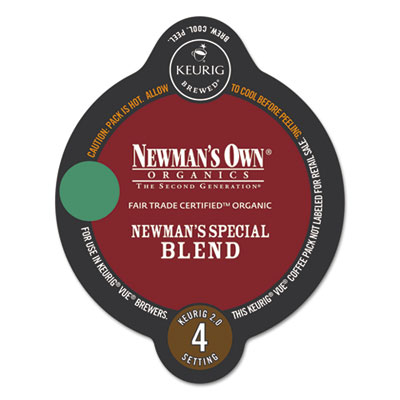 BREW. COOL. PEEL.
KEURIG
BREWED®
CAUTION: PACK IS HOT. ALLOW TO COOL BEFORE PEELING.
NEWMAN'S OWN®
ORGANICS
THE SECOND GENERATION®
FAIR TRADE CERTIFIED™ ORGANIC
NEWMAN'S SPECIAL
BLEND
FOR USE IN KEURIG® VUE® BREWERS.
THIS KEURIG® VUE® COFFEE PACK NOT LABELED FOR RETAIL SALE.
KEURIG 2.0
4
SETTING